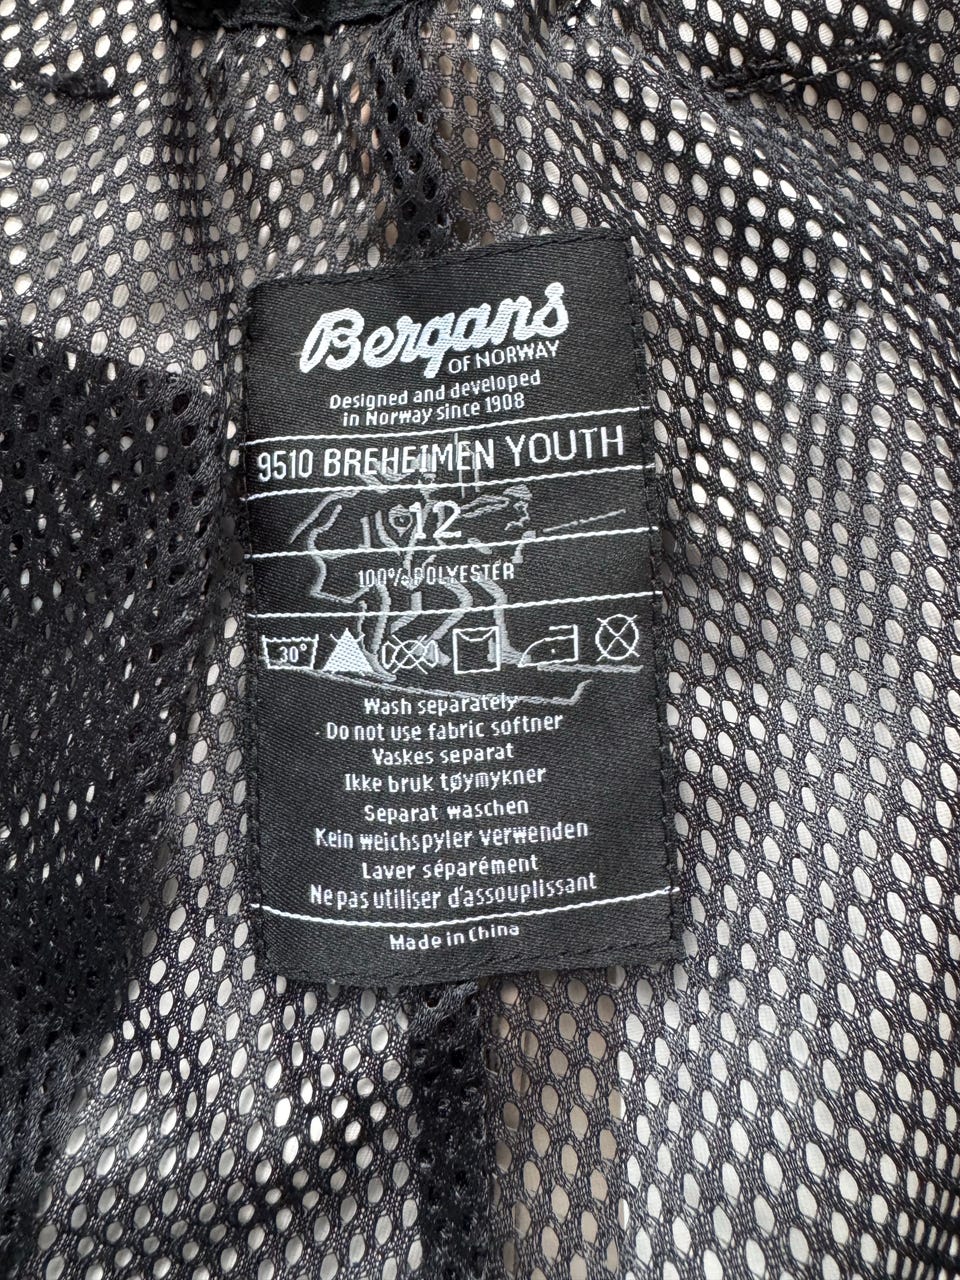 Bergans
OF NORWAY
Designed and developed
in Norway since 1908
9510 BREHEIMEN YOUTH
12
100% POLYESTER
30°
Wash separately
Do not use fabric softner
Vaskes separat
Ikke bruk tøymykner
Separat waschen
Kein weichspyler verwenden
Laver séparément
Ne pas utiliser d'assouplissant
Made in China